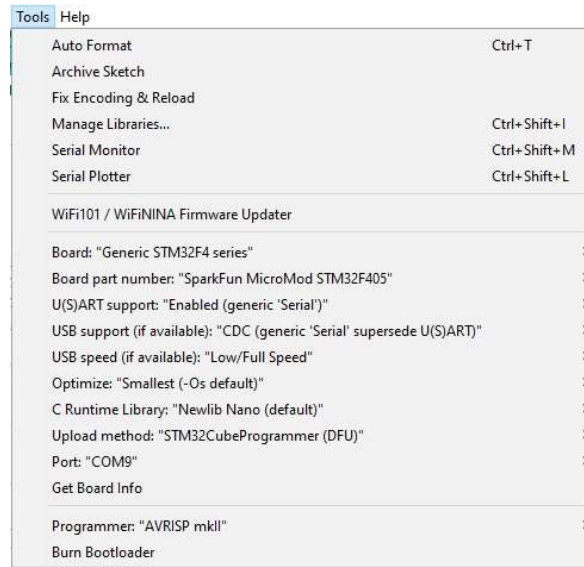 Tools Help
Auto Format Ctrl+T
Archive Sketch
Fix Encoding & Reload
Manage Libraries... Ctrl+Shift+I
Serial Monitor Ctrl+Shift+M
Serial Plotter Ctrl+Shift+L
WiFi101 / WiFiNINA Firmware Updater
Board: "Generic STM32F4 series"
Board part number: "SparkFun MicroMod STM32F405"
U(S)ART support: "Enabled (generic 'Serial')"
USB support (if available): "CDC (generic 'Serial' supersede U(S)ART)"
USB speed (if available): "Low/Full Speed"
Optimize: "Smallest (-Os default)"
C Runtime Library: "Newlib Nano (default)"
Upload method: "STM32CubeProgrammer (DFU)"
Port: "COM9"
Get Board Info
Programmer: "AVRISP mkII"
Burn Bootloader